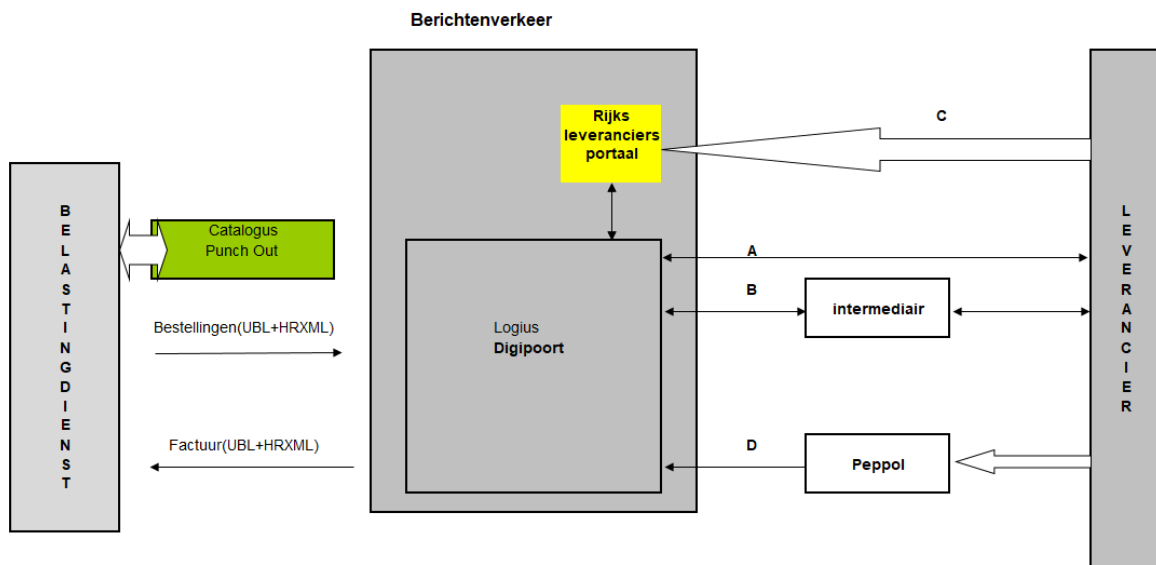 Berichtenverkeer
B
E
L
A
S
T
I
N
G
D
I
E
N
S
T
Catalogus
Punch Out
Bestellingen(UBL+HRXML)
Factuur(UBL+HRXML)
Rijks
leveranciers
portaal
Logius
Digipoort
C
A
B
intermediair
D
Peppol
L
E
V
E
R
A
N
C
I
E
R